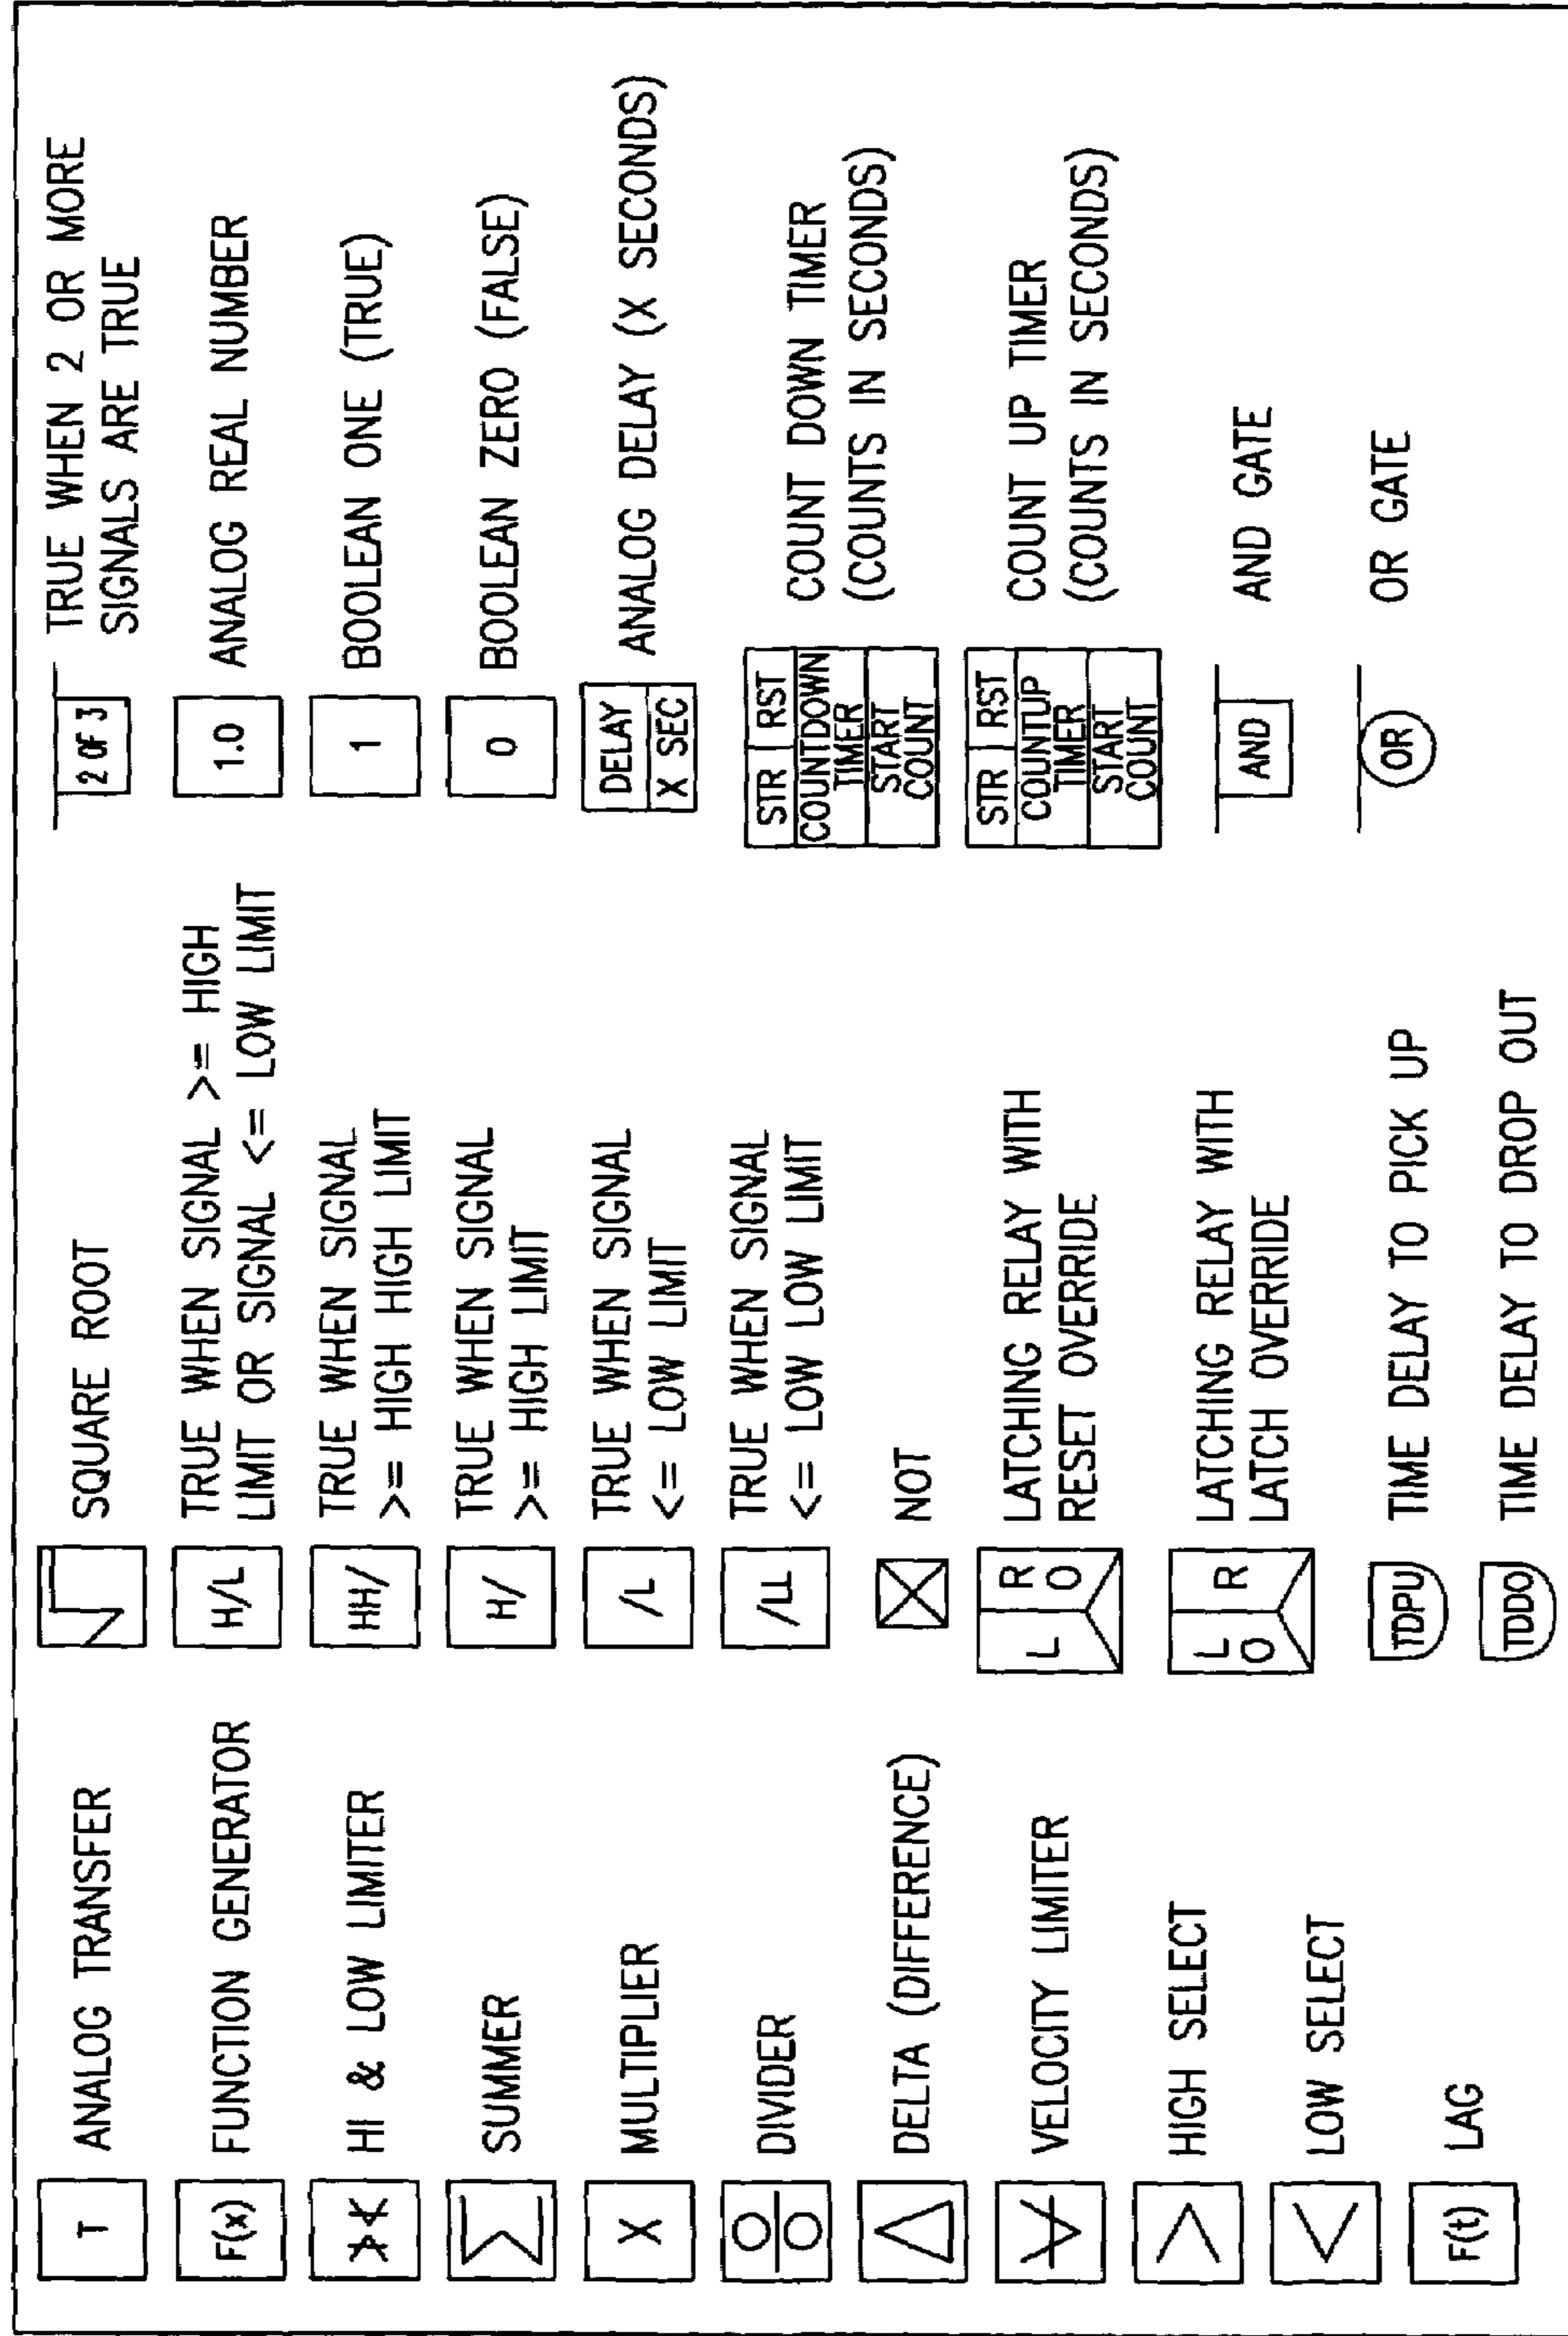 T
ANALOG TRANSFER
F(x)
FUNCTION GENERATOR
HI & LOW LIMITER
SUMMER
X
MULTIPLIER
DIVIDER
DELTA (DIFFERENCE)
VELOCITY LIMITER
>
HIGH SELECT
<
LOW SELECT
F(t)
LAG
SQUARE ROOT
H/L
TRUE WHEN SIGNAL >= HIGH
LIMIT OR SIGNAL <= LOW LIMIT
HH/
TRUE WHEN SIGNAL
>= HIGH HIGH LIMIT
H/
TRUE WHEN SIGNAL
>= HIGH LIMIT
/L
TRUE WHEN SIGNAL
<= LOW LIMIT
/LL
TRUE WHEN SIGNAL
<= LOW LOW LIMIT
NOT
L R
O
LATCHING RELAY WITH
RESET OVERRIDE
L R
O
LATCHING RELAY WITH
LATCH OVERRIDE
TDPU
TIME DELAY TO PICK UP
TDDO
TIME DELAY TO DROP OUT
2 OF 3
TRUE WHEN 2 OR MORE
SIGNALS ARE TRUE
1.0
ANALOG REAL NUMBER
1
BOOLEAN ONE (TRUE)
0
BOOLEAN ZERO (FALSE)
DELAY
X SEC
ANALOG DELAY (X SECONDS)
STR RST
COUNTDOWN
TIMER
START
COUNT
COUNT DOWN TIMER
(COUNTS IN SECONDS)
STR RST
COUNTUP
TIMER
START
COUNT
COUNT UP TIMER
(COUNTS IN SECONDS)
AND
AND GATE
OR
OR GATE